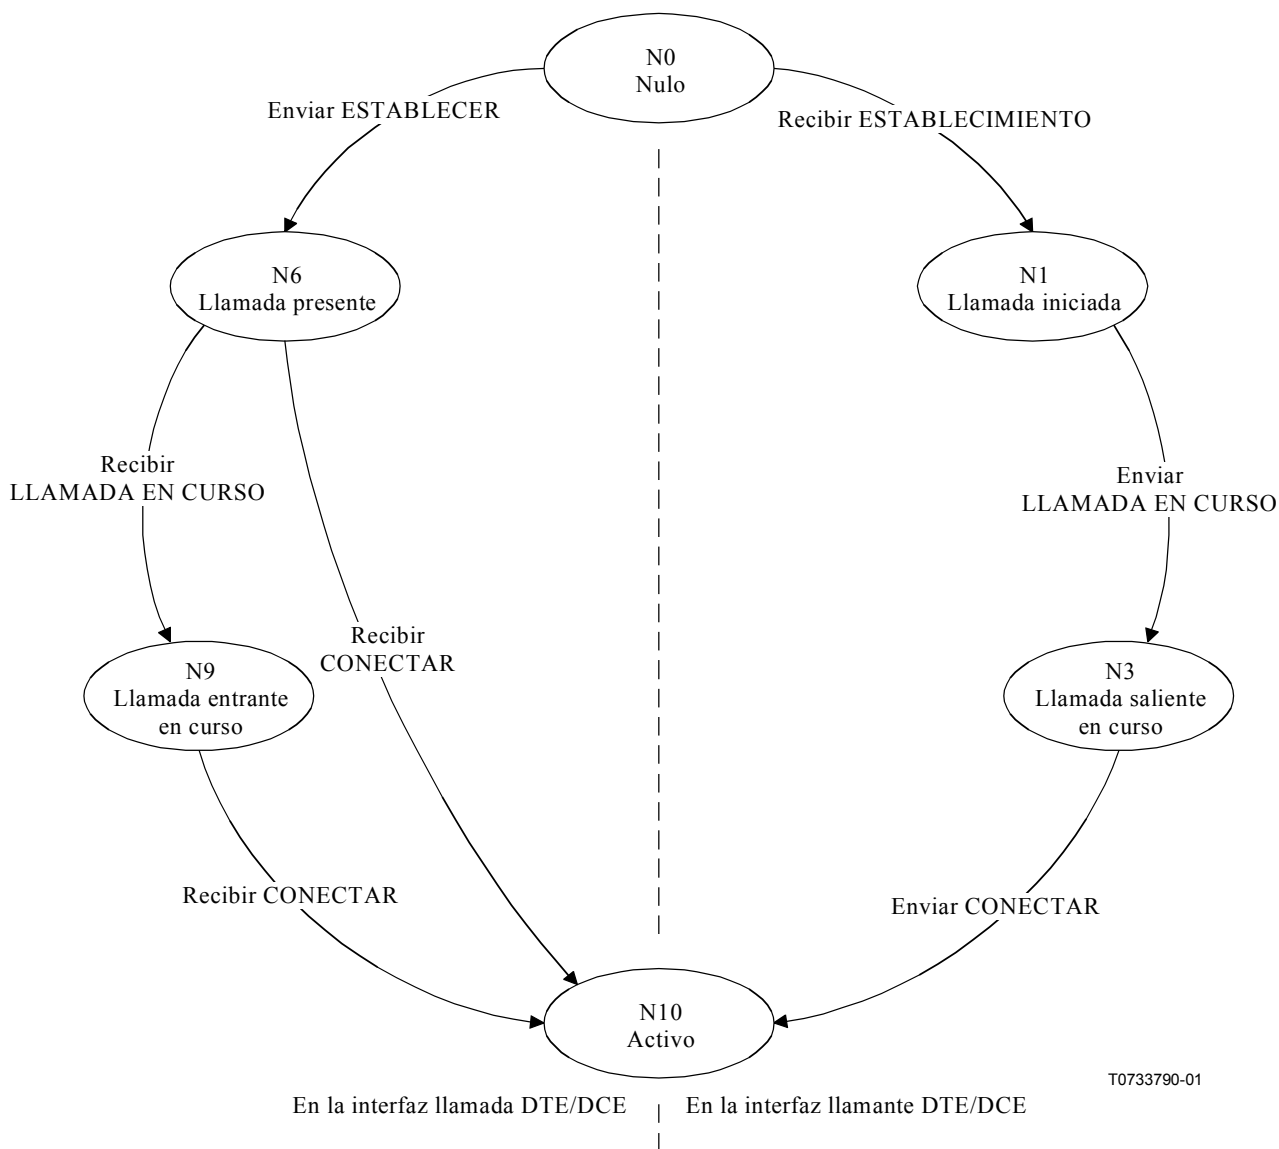 N0
Nulo
Enviar ESTABLECER
Recibir ESTABLECIMIENTO
N6
Llamada presente
N1
Llamada iniciada
Recibir
LLAMADA EN CURSO
Enviar
LLAMADA EN CURSO
Recibir
CONECTAR
N9
Llamada entrante
en curso
N3
Llamada saliente
en curso
Recibir CONECTAR
Enviar CONECTAR
N10
Activo
T0733790-01
En la interfaz llamada DTE/DCE
En la interfaz llamante DTE/DCE